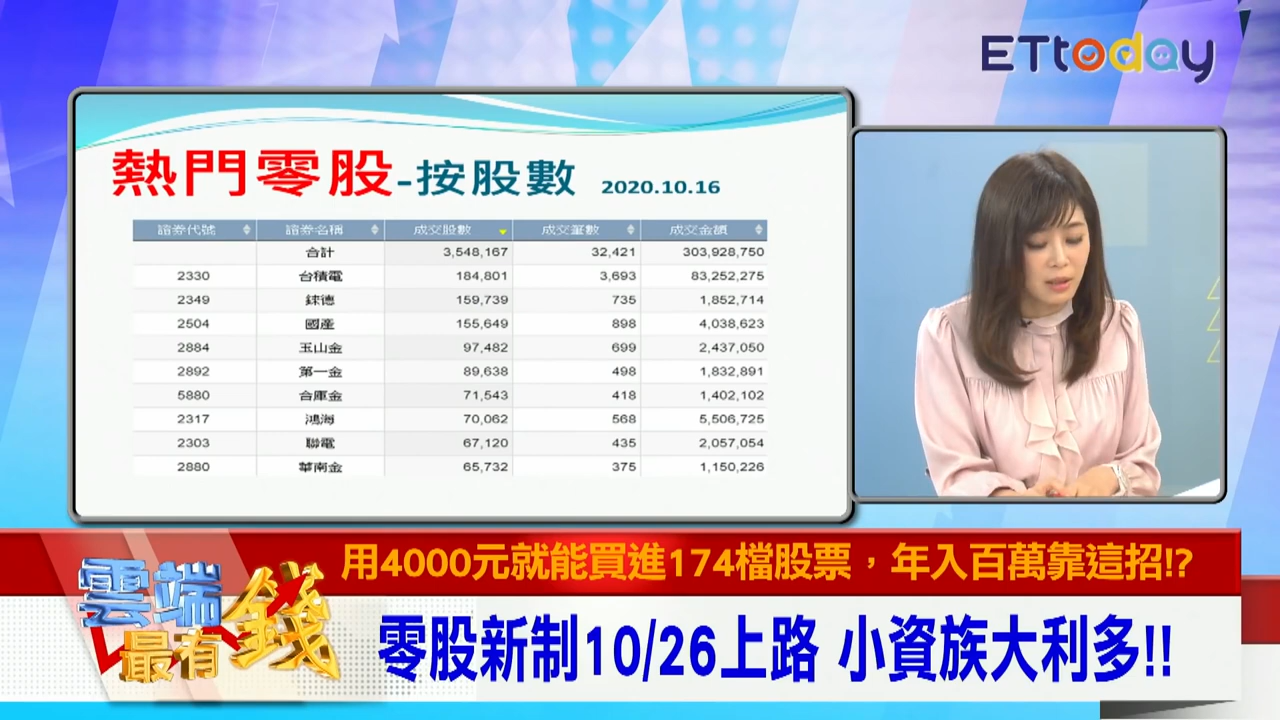 ETtoday
熱門零股-按股數 2020.10.16
證券代號 證券名稱 成交股數 成交筆數 成交金額
合計 3,548,167 32,421 303,928,750
2330 台積電 184,801 3,693 83,252,275
2349 錸德 159,739 735 1,852,714
2504 國產 155,649 898 4,038,623
2884 玉山金 97,482 699 2,437,050
2892 第一金 89,638 498 1,832,891
5880 合庫金 71,543 418 1,402,102
2317 鴻海 70,062 568 5,506,725
2303 聯電 67,120 435 2,057,054
2880 華南金 65,732 375 1,150,226
用4000元就能買進174檔股票，年入百萬靠這招!?
雲端最有錢
零股新制10/26上路 小資族大利多!!